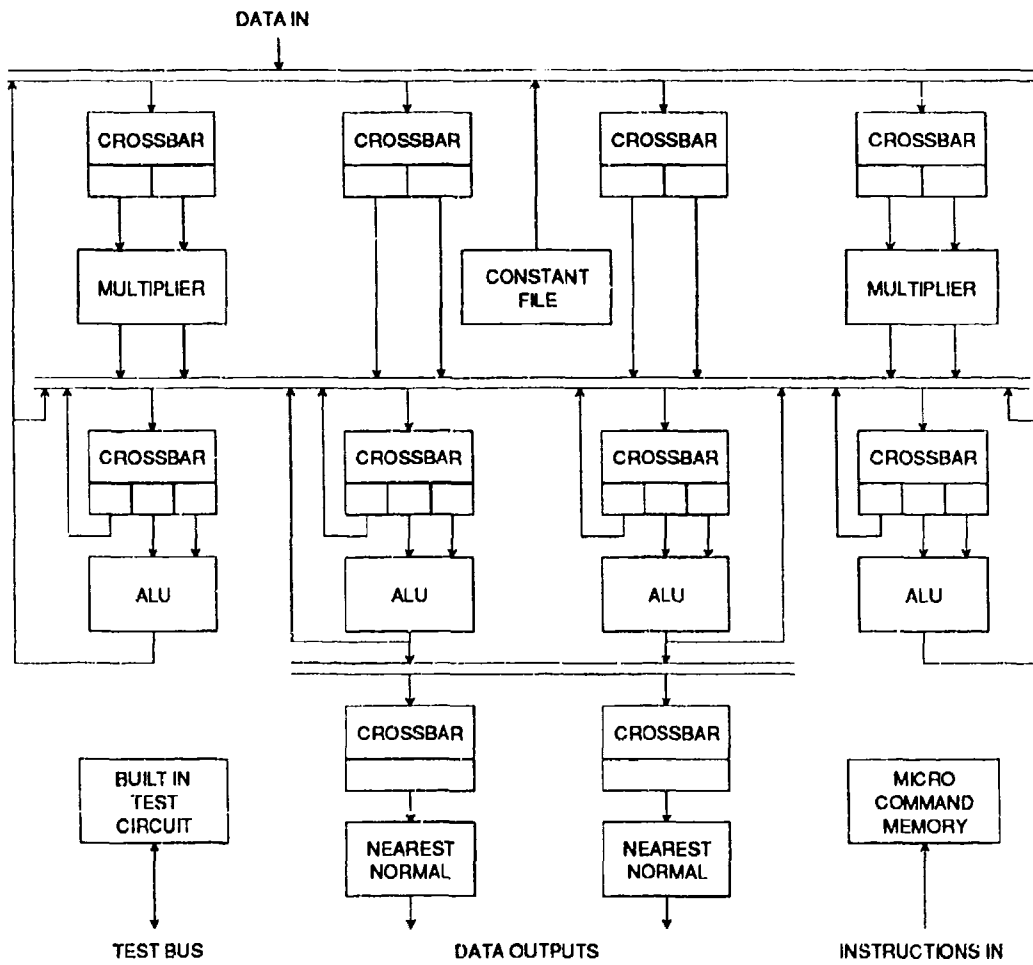 DATA IN
CROSSBAR
CROSSBAR
CROSSBAR
CROSSBAR
MULTIPLIER
CONSTANT
FILE
MULTIPLIER
CROSSBAR
CROSSBAR
CROSSBAR
CROSSBAR
ALU
ALU
ALU
ALU
CROSSBAR
CROSSBAR
BUILT IN
TEST
CIRCUIT
NEAREST
NORMAL
NEAREST
NORMAL
MICRO
COMMAND
MEMORY
TEST BUS
DATA OUTPUTS
INSTRUCTIONS IN